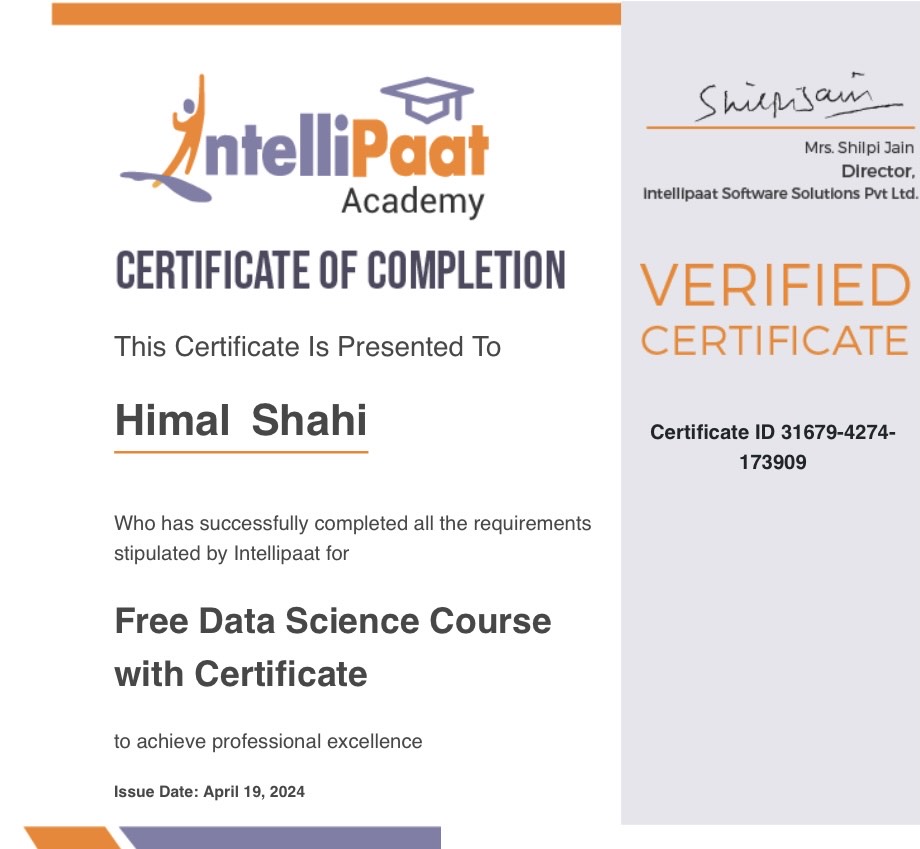 IntelliPaat
Academy
CERTIFICATE OF COMPLETION
This Certificate Is Presented To
Himal Shahi
Who has successfully completed all the requirements
stipulated by Intellipaat for
Free Data Science Course
with Certificate
to achieve professional excellence
Issue Date: April 19, 2024
Shilpi Jain
Mrs. Shilpi Jain
Director,
Intellipaat Software Solutions Pvt Ltd.
VERIFIED
CERTIFICATE
Certificate ID 31679-4274-
173909